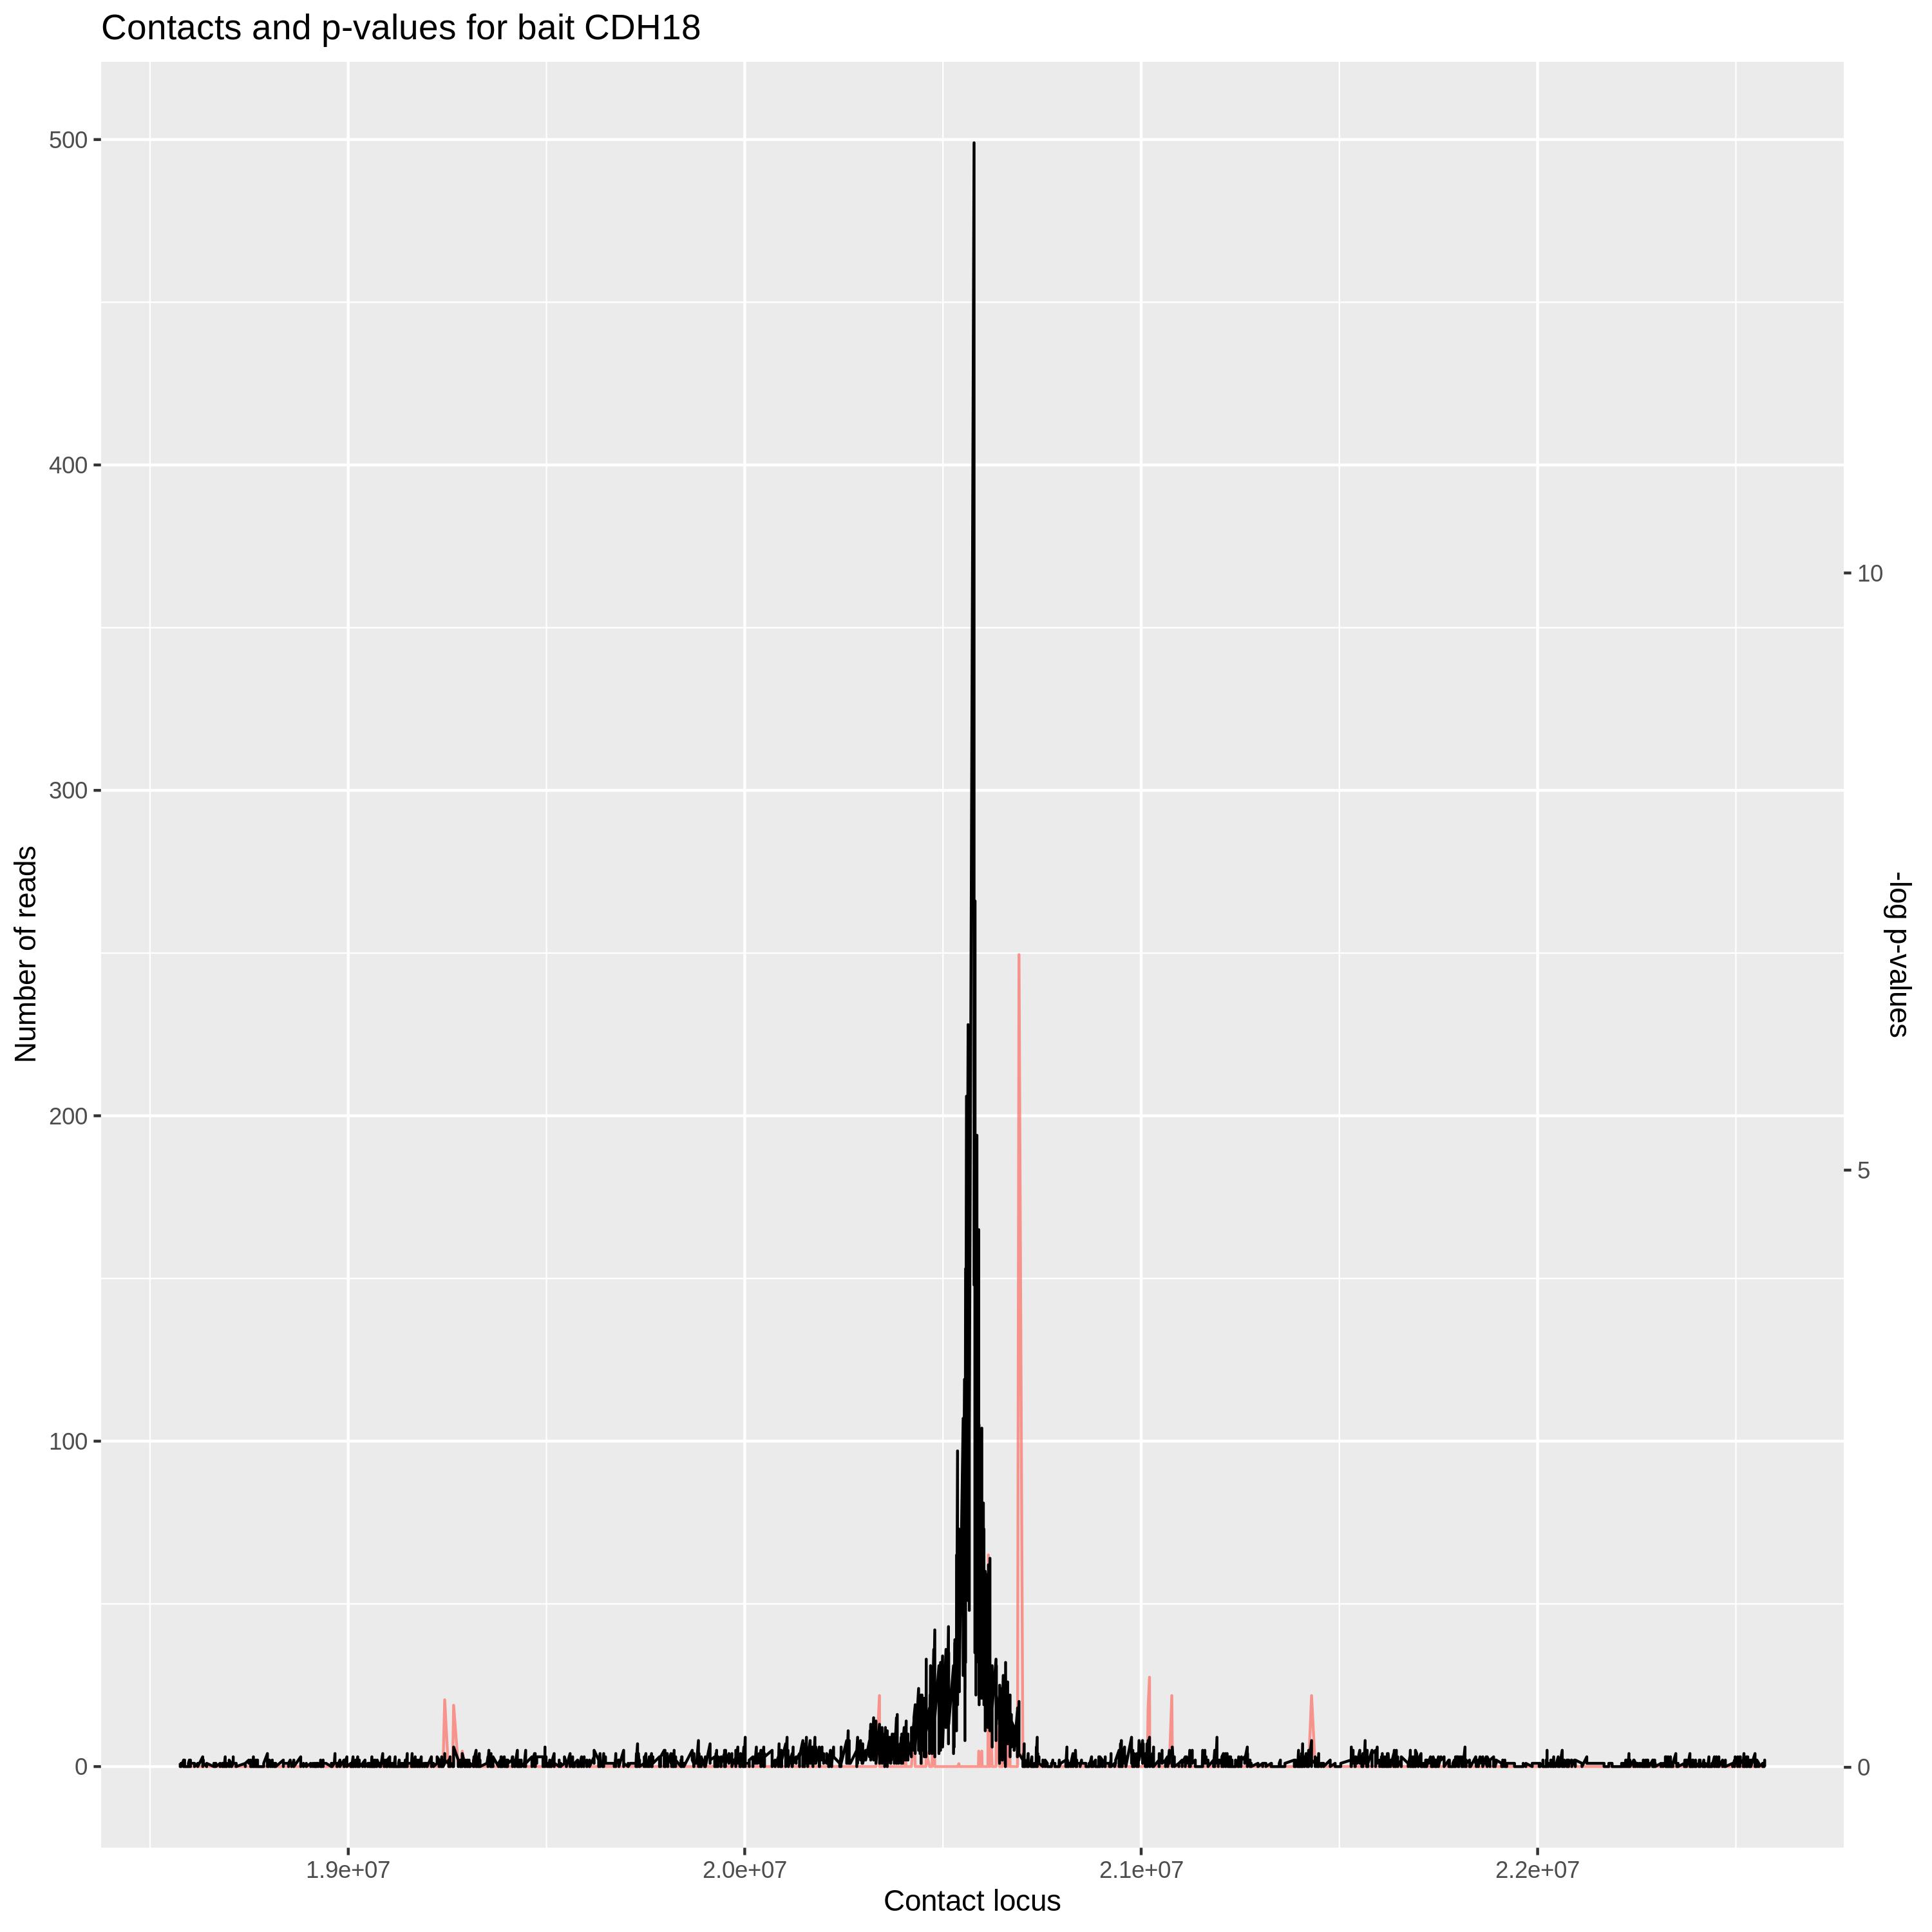 Contacts and p-values for bait CDH18
500
400
300
200
100
0
Number of reads
10
5
0
-log p-values
1.9e+07
2.0e+07
2.1e+07
2.2e+07
Contact locus